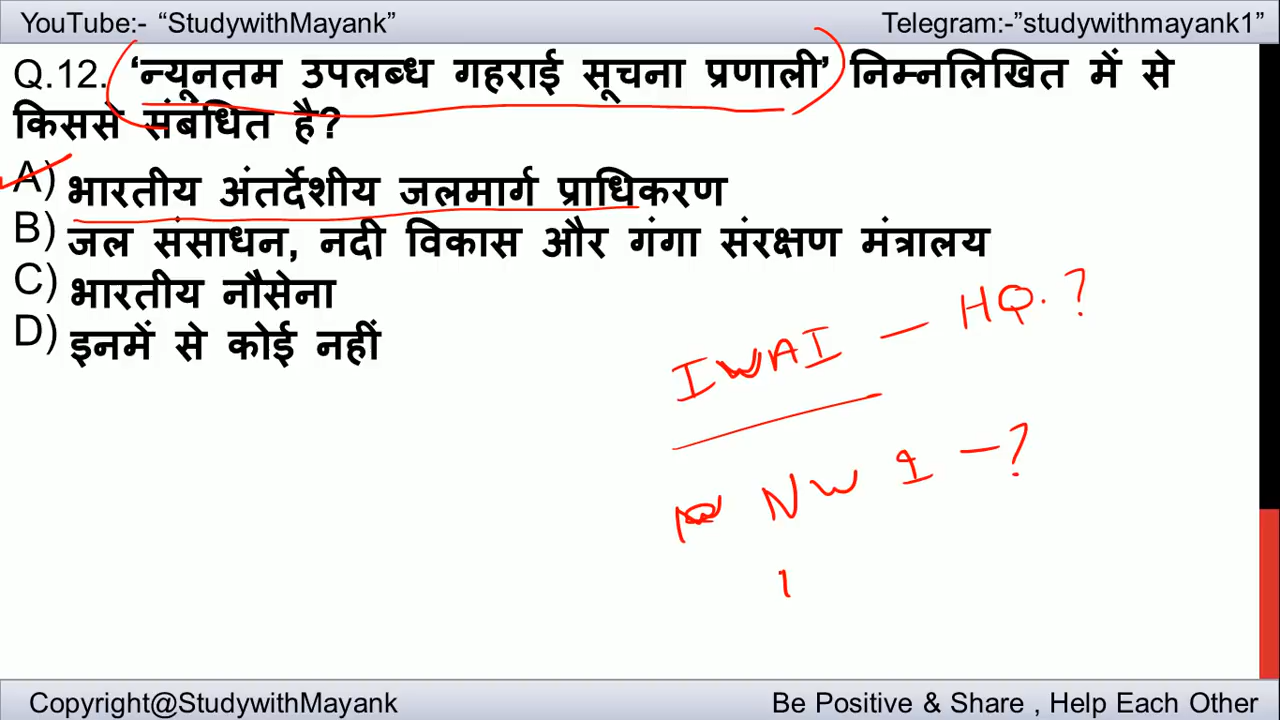 YouTube:- “StudywithMayank”
Telegram:-”studywithmayank1”
Q.12. ‘न्यूनतम उपलब्ध गहराई सूचना प्रणाली’ निम्नलिखित में से
किससे संबंधित है?
A) भारतीय अंतर्देशीय जलमार्ग प्राधिकरण
B) जल संसाधन, नदी विकास और गंगा संरक्षण मंत्रालय
C) भारतीय नौसेना
D) इनमें से कोई नहीं
IWAI — HQ. ?
NW 1 — ?
Copyright@StudywithMayank
Be Positive & Share , Help Each Other